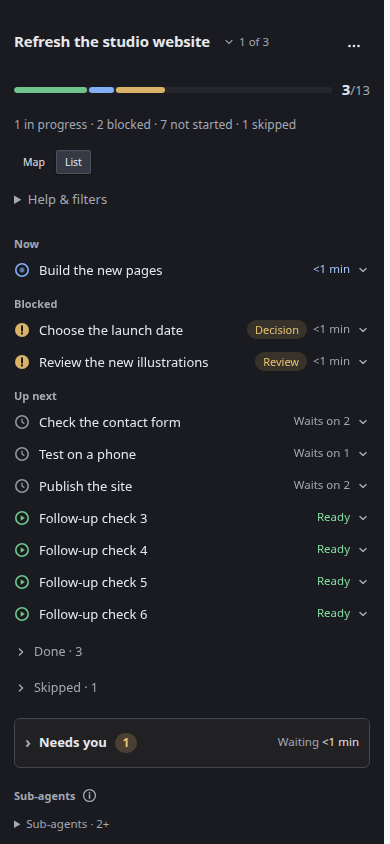 Refresh the studio website 1 of 3 ...
3/13
1 in progress · 2 blocked · 7 not started · 1 skipped
Map List
Help & filters
Now
Build the new pages <1 min
Blocked
Choose the launch date Decision <1 min
Review the new illustrations Review <1 min
Up next
Check the contact form Waits on 2
Test on a phone Waits on 1
Publish the site Waits on 2
Follow-up check 3 Ready
Follow-up check 4 Ready
Follow-up check 5 Ready
Follow-up check 6 Ready
Done · 3
Skipped · 1
Needs you 1 Waiting <1 min
Sub-agents
Sub-agents · 2+